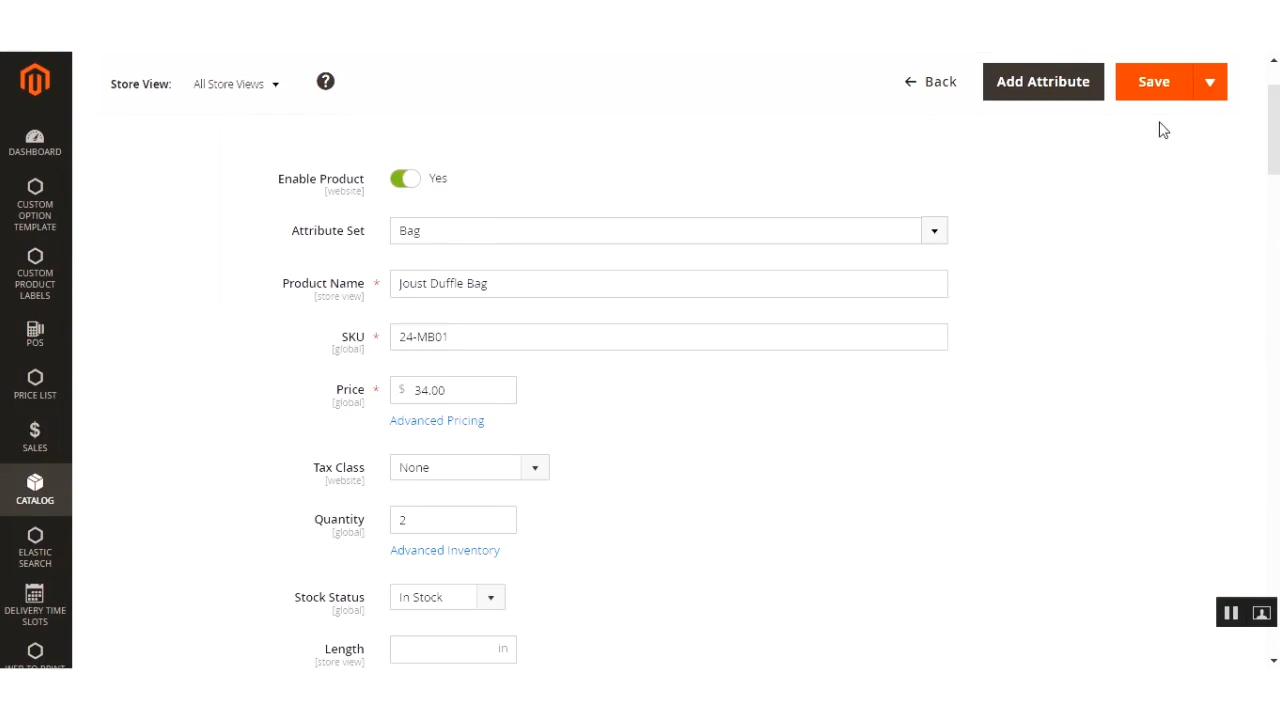 Store View: All Store Views ?
← Back
Add Attribute
Save
DASHBOARD
CUSTOM
OPTION
TEMPLATE
CUSTOM
PRODUCT
LABELS
POS
PRICE LIST
$
SALES
CATALOG
ELASTIC
SEARCH
DELIVERY TIME
SLOTS
WEB TO PRINT
Enable Product Yes
[website]
Attribute Set Bag
Product Name * Joust Duffle Bag
[store view]
SKU * 24-MB01
[global]
Price * $ 34.00
[global]
Advanced Pricing
Tax Class None
[website]
Quantity 2
[global]
Advanced Inventory
Stock Status In Stock
[global]
Length in
[store view]